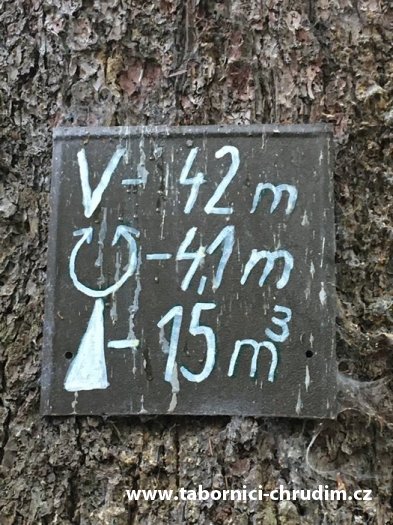 V - 42 m
- 4,1 m
- 15 m³
www.tabornici-chrudim.cz